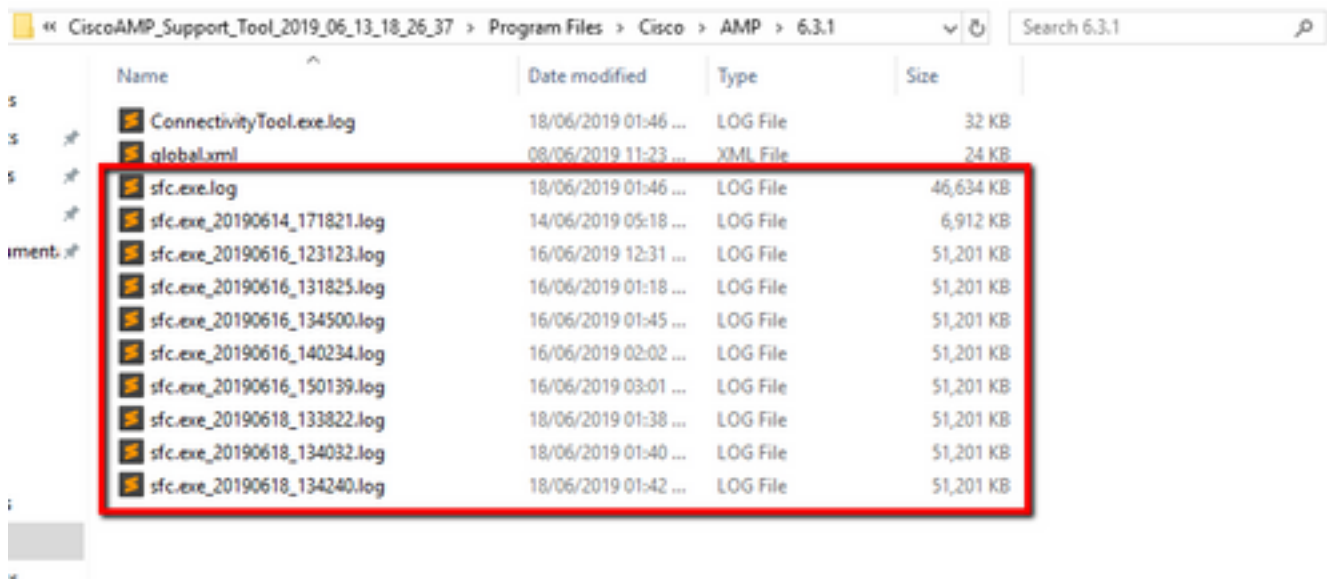 « CiscoAMP_Support_Tool_2019_06_13_18_26_37 > Program Files > Cisco > AMP > 6.3.1 Search 6.3.1
Name Date modified Type Size
s
ConnectivityTool.exe.log 18/06/2019 01:46 ... LOG File 32 KB
global.xml 08/06/2019 11:23 ... XML File 24 KB
sfc.exe.log 18/06/2019 01:46 ... LOG File 46,634 KB
sfc.exe_20190614_171821.log 14/06/2019 05:18 ... LOG File 6,912 KB
ument: sfc.exe_20190616_123123.log 16/06/2019 12:31 ... LOG File 51,201 KB
sfc.exe_20190616_131825.log 16/06/2019 01:18 ... LOG File 51,201 KB
sfc.exe_20190616_134500.log 16/06/2019 01:45 ... LOG File 51,201 KB
sfc.exe_20190616_140234.log 16/06/2019 02:02 ... LOG File 51,201 KB
sfc.exe_20190616_150139.log 16/06/2019 03:01 ... LOG File 51,201 KB
sfc.exe_20190618_133822.log 18/06/2019 01:38 ... LOG File 51,201 KB
sfc.exe_20190618_134032.log 18/06/2019 01:40 ... LOG File 51,201 KB
sfc.exe_20190618_134240.log 18/06/2019 01:42 ... LOG File 51,201 KB